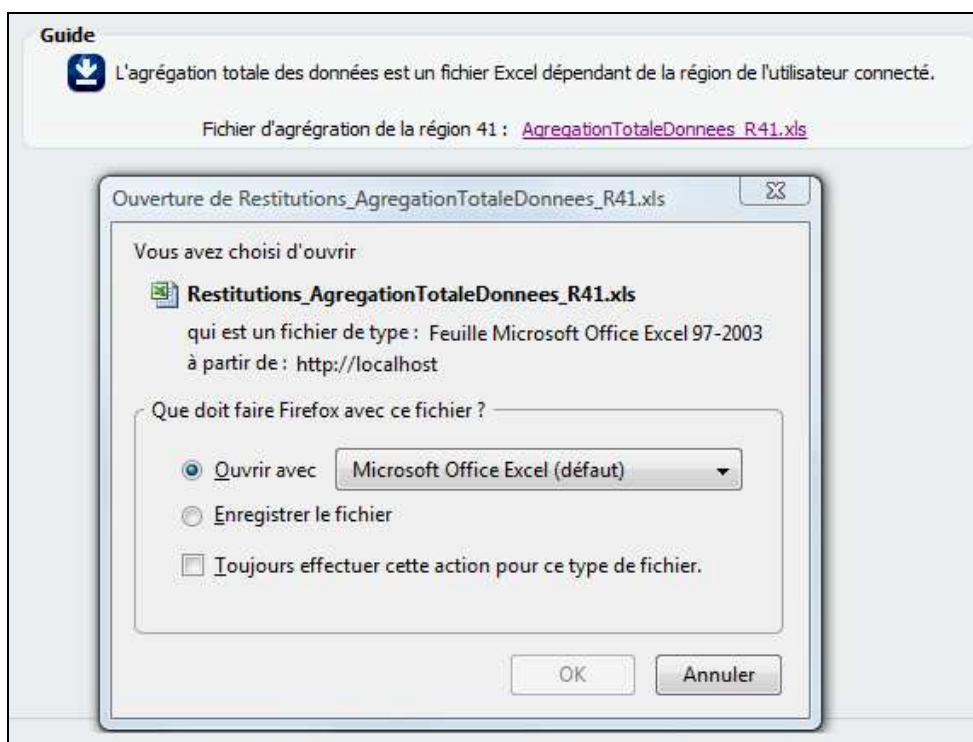 Guide
L'agrégation totale des données est un fichier Excel dépendant de la région de l'utilisateur connecté.
Fichier d'agrégration de la région 41 : AgregationTotaleDonnees_R41.xls
Ouverture de Restitutions_AgregationTotaleDonnees_R41.xls
Vous avez choisi d'ouvrir
Restitutions_AgregationTotaleDonnees_R41.xls
qui est un fichier de type : Feuille Microsoft Office Excel 97-2003
à partir de : http://localhost
Que doit faire Firefox avec ce fichier ?
Ouvrir avec Microsoft Office Excel (défaut)
Enregistrer le fichier
Toujours effectuer cette action pour ce type de fichier.
OK Annuler